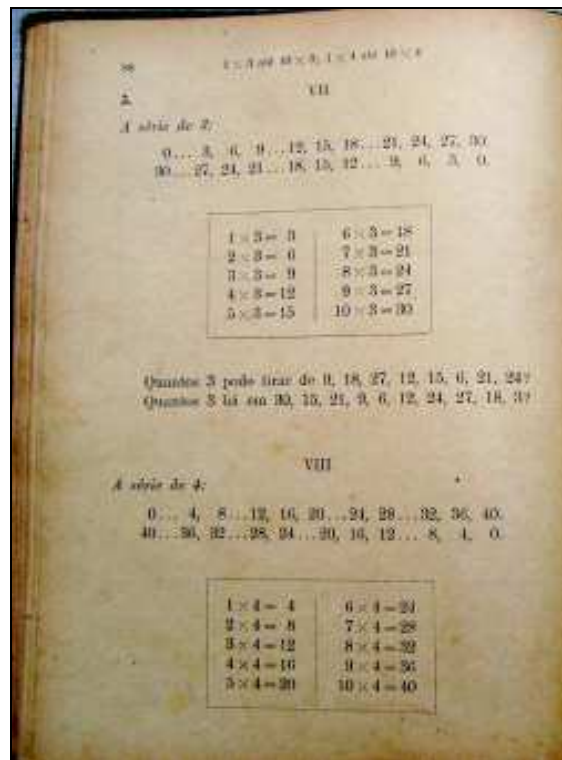 1 × 3 até 10 × 3, 1 × 4 até 10 × 4
VII
A série de 3:
0... 3, 6, 9...12, 15, 18...21, 24, 27, 30.
30...27, 24, 21...18, 15, 12... 9, 6, 3, 0.
1 × 3 = 3 6 × 3 = 18
2 × 3 = 6 7 × 3 = 21
3 × 3 = 9 8 × 3 = 24
4 × 3 = 12 9 × 3 = 27
5 × 3 = 15 10 × 3 = 30
Quantos 3 pode tirar de 9, 18, 27, 12, 15, 6, 21, 24?
Quantos 3 há em 30, 15, 21, 9, 6, 12, 24, 27, 18, 3?
VIII
A série de 4:
0... 4, 8...12, 16, 20...24, 28...32, 36, 40.
40...36, 32...28, 24...20, 16, 12... 8, 4, 0.
1 × 4 = 4 6 × 4 = 24
2 × 4 = 8 7 × 4 = 28
3 × 4 = 12 8 × 4 = 32
4 × 4 = 16 9 × 4 = 36
5 × 4 = 20 10 × 4 = 40